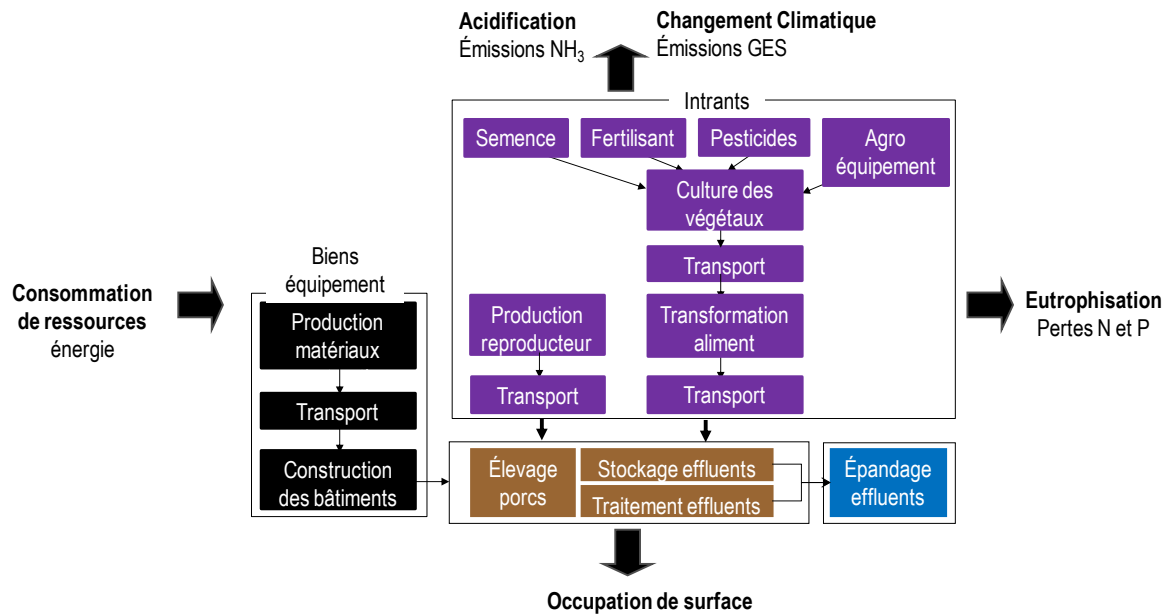 Acidification
Émissions NH₃
Changement Climatique
Émissions GES
Intrants
Semence
Fertilisant
Pesticides
Agro
équipement
Culture des
végétaux
Transport
Biens
équipement
Consommation
de ressources
énergie
Production
matériaux
Transport
Construction
des bâtiments
Production
reproducteur
Transport
Transformation
aliment
Transport
Eutrophisation
Pertes N et P
Élevage
porcs
Stockage effluents
Traitement effluents
Épandage
effluents
Occupation de surface